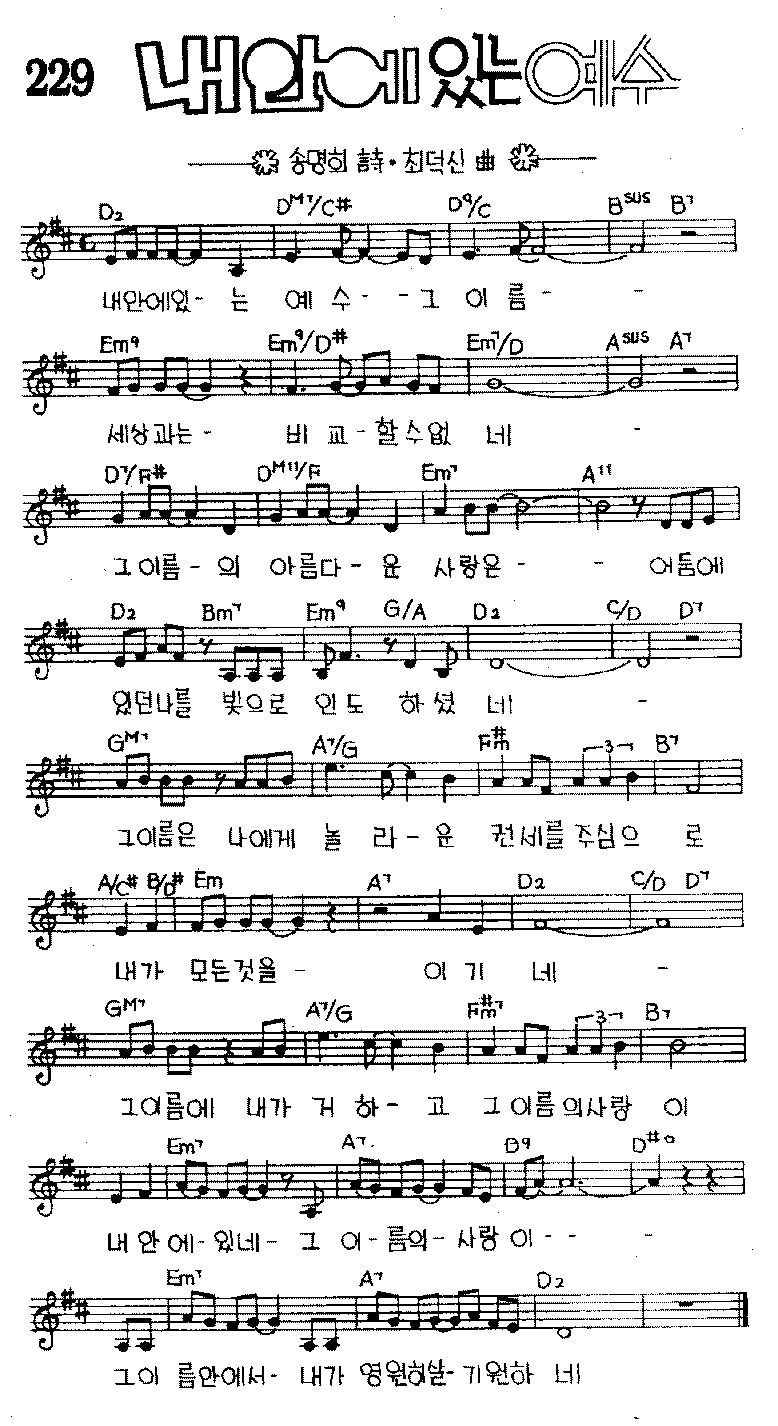 229 내안에있는예수
송명희 詩·최덕신 曲
D2 DM7/C# D9/C Bsus B7
내안에있- 는 예 수- -그 이 름- -
Em9 Em9/D# Em7/D Asus A7
세상과는- 비 교-할수없 네 -
D7/F# DM11/F Em7 A11
그이름-의 아름다-운 사랑은- - 어둠에
D2 Bm7 Em9 G/A D2 C/D D7
있던나를 빛으로 인도 하셨 네 -
GM7 A7/G F#m B7
3
그이름은 나에게 놀 라-운 권세를주심으 로
A/C# B/D# Em A7 D2 C/D D7
내가 모든것을- 이 기 네 -
GM7 A7/G F#m7 B7
3
그이름에 내가 거 하-고 그이름의사랑 이
Em7 A7. B9 D#o
내안에-있네- 그 이-름의-사랑이-- -
Em7 A7 D2
그이 름안에서- 내가 영원히살-기원하 네